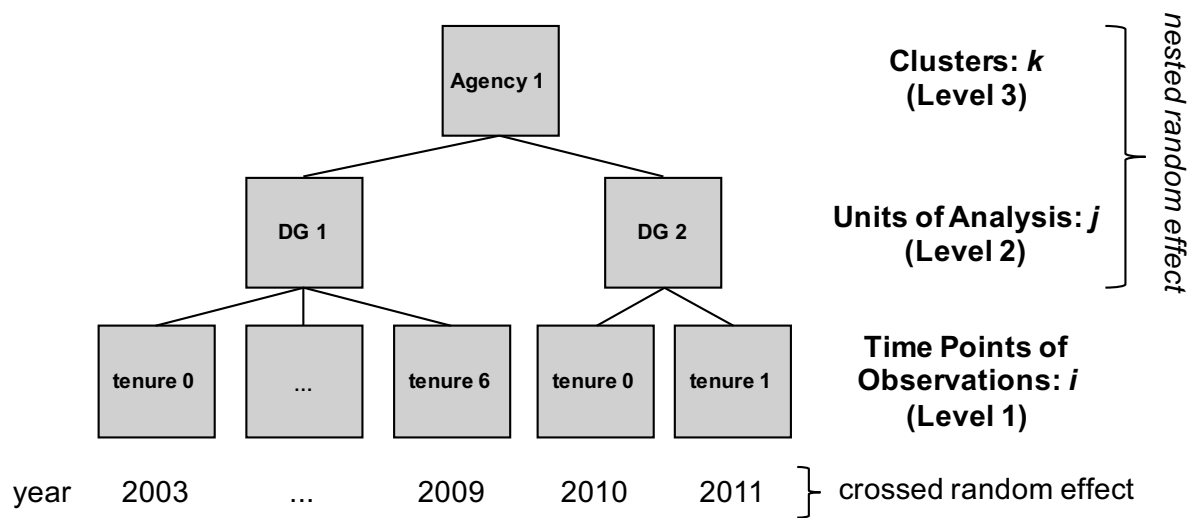 Agency 1
Clusters: k
(Level 3)
nested random effect
DG 1
DG 2
Units of Analysis: j
(Level 2)
tenure 0
...
tenure 6
tenure 0
tenure 1
Time Points of
Observations: i
(Level 1)
year 2003 ... 2009 2010 2011 crossed random effect